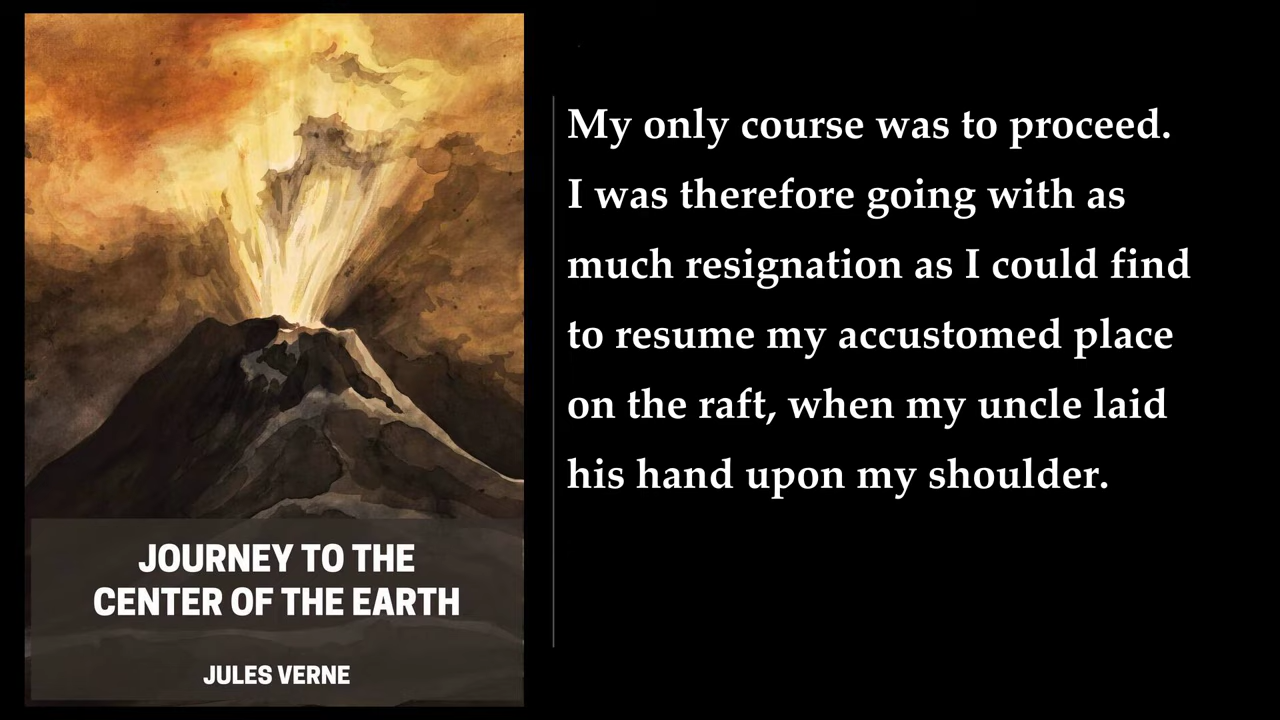 JOURNEY TO THE
CENTER OF THE EARTH
JULES VERNE
My only course was to proceed.
I was therefore going with as
much resignation as I could find
to resume my accustomed place
on the raft, when my uncle laid
his hand upon my shoulder.